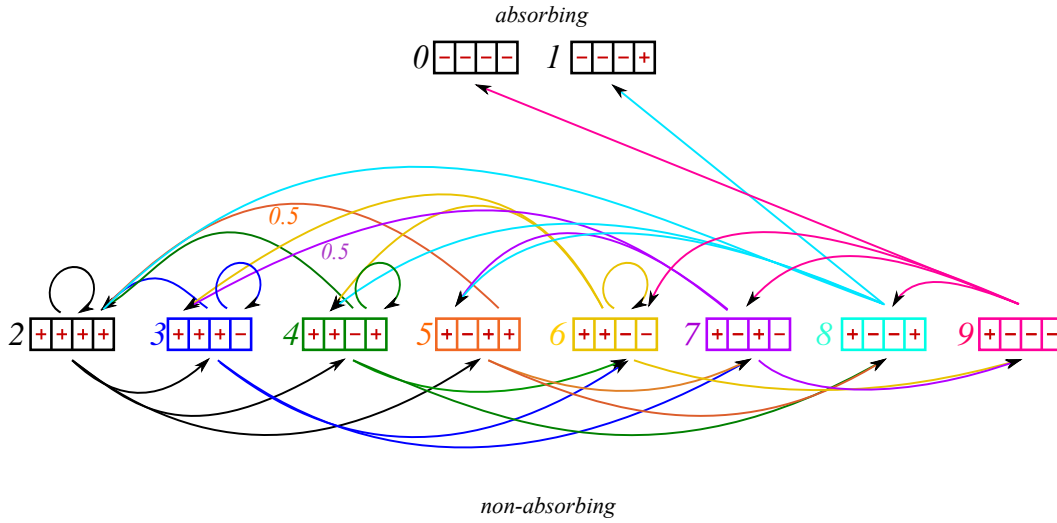 absorbing
0 − − − − 1 − − − +
0.5
0.5
2 + + + + 3 + + + − 4 + + − + 5 + − + + 6 + + − − 7 + − + − 8 + − − + 9 + − − −
non-absorbing